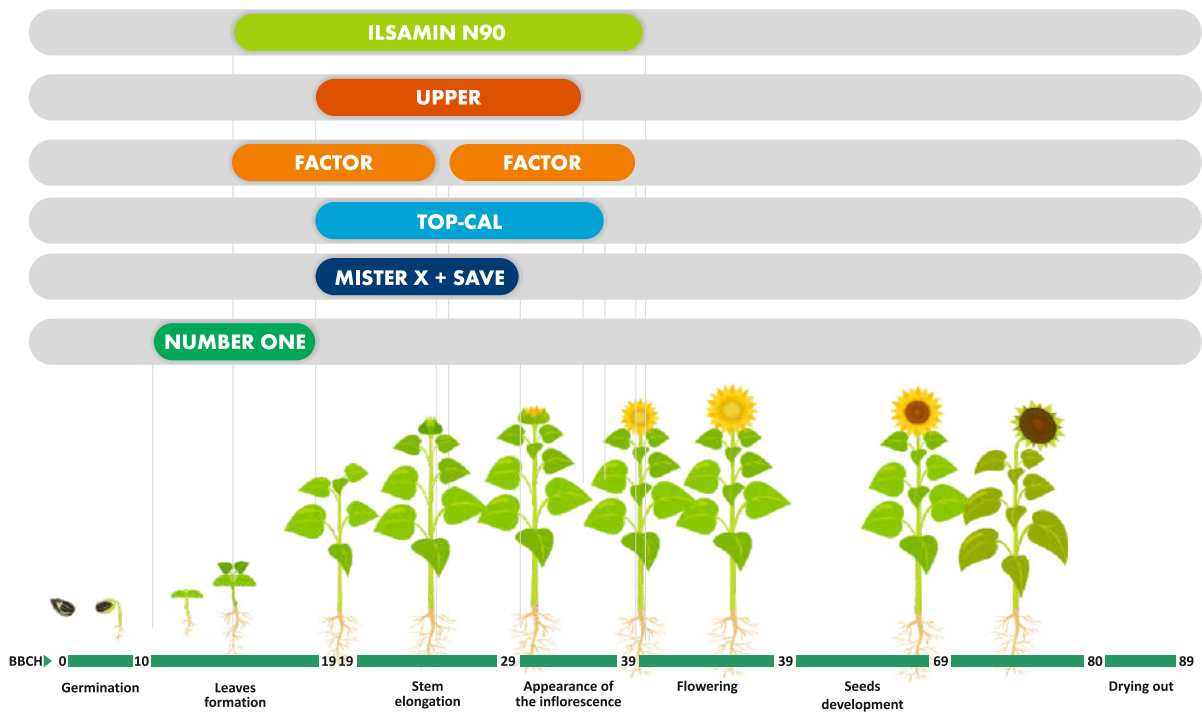 ILSAMIN N90
UPPER
FACTOR FACTOR
TOP-CAL
MISTER X + SAVE
NUMBER ONE
BBCH 0 10 19 19 29 39 39 69 80 89
Germination Leaves Stem Appearance of Flowering Seeds Drying out
formation elongation the inflorescence development